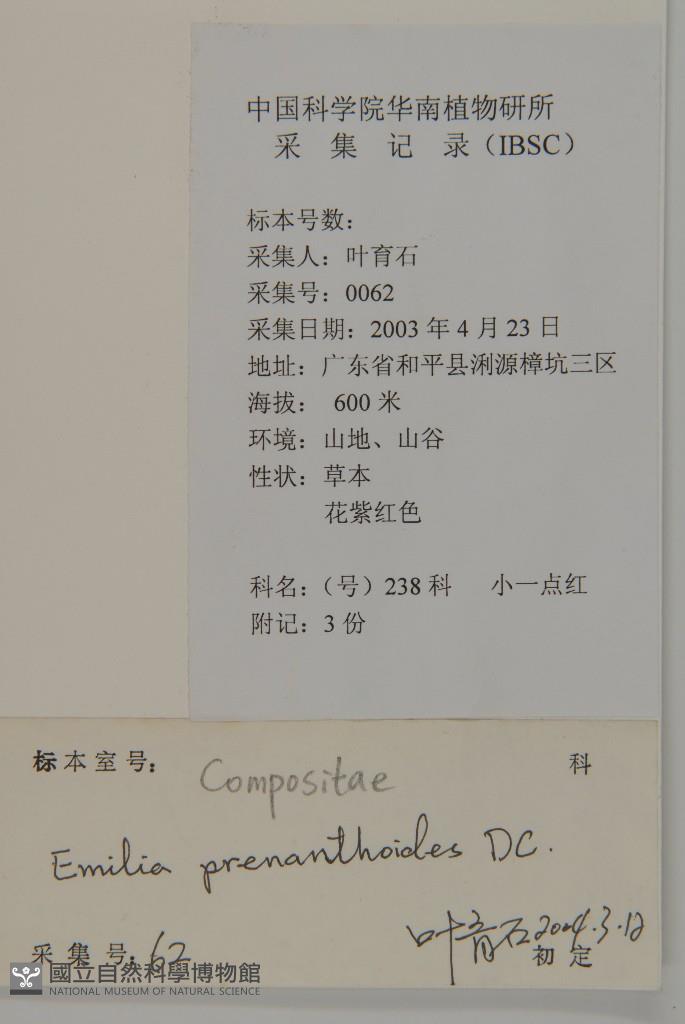 中国科学院华南植物研所
采 集 记 录（IBSC）
标本号数：
采集人：叶育石
采集号：0062
采集日期：2003 年 4 月 23 日
地址：广东省和平县浰源樟坑三区
海拔： 600 米
环境：山地、山谷
性状：草本
花紫红色
科名：（号）238 科 小一点红
附记：3 份
标本室号： Compositae 科
Emilia prenanthoides DC.
叶育石 2004.3.12
采集号：62 初定
國立自然科學博物館
NATIONAL MUSEUM OF NATURAL SCIENCE